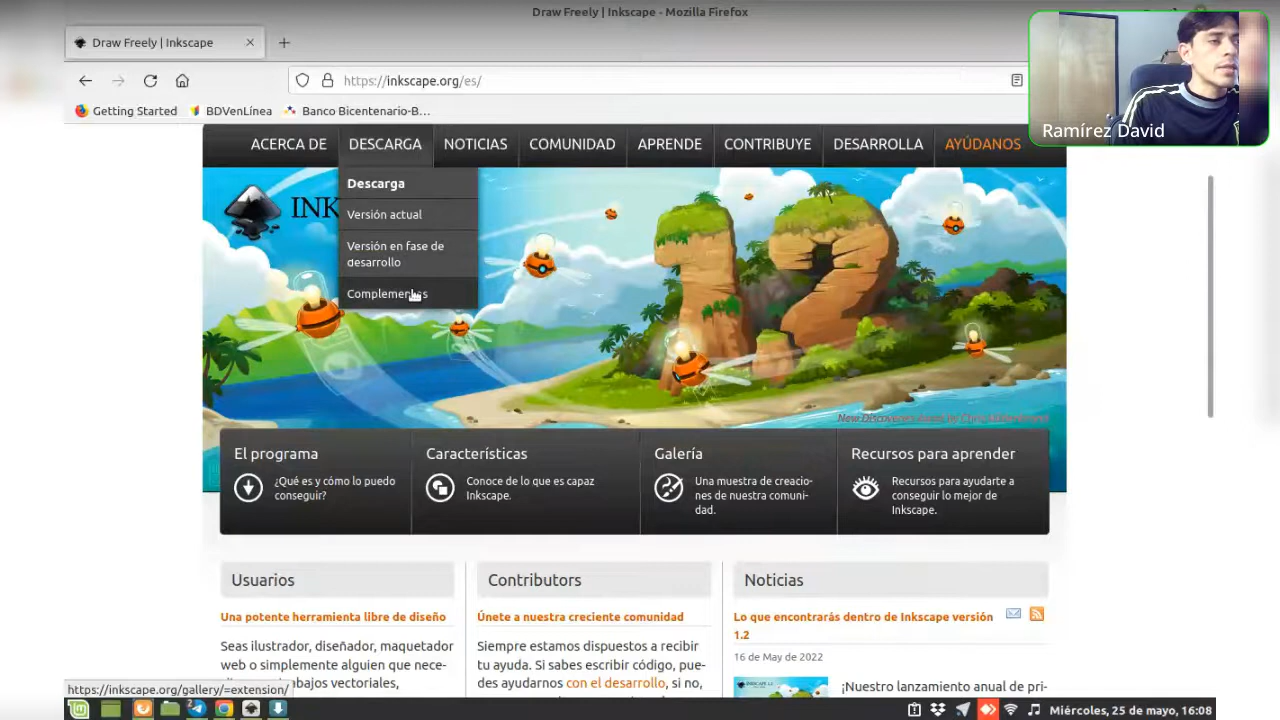 Draw Freely | Inkscape - Mozilla Firefox
Draw Freely | Inkscape
https://inkscape.org/es/
Getting Started
BDVenLínea
Banco Bicentenario-B...
Ramírez David
ACERCA DE
DESCARGA
NOTICIAS
COMUNIDAD
APRENDE
CONTRIBUYE
DESARROLLA
AYÚDANOS
Descarga
Versión actual
Versión en fase de
desarrollo
Complementos
INK
12
El programa
¿Qué es y cómo lo puedo
conseguir?
Características
Conoce de lo que es capaz
Inkscape.
Galería
Una muestra de creacio-
nes de nuestra comuni-
dad.
Recursos para aprender
Recursos para ayudarte a
conseguir lo mejor de
Inkscape.
Usuarios
Una potente herramienta libre de diseño
Seas ilustrador, diseñador, maquetador
web o simplemente alguien que nece-
trabajos vectoriales,
Contributors
Únete a nuestra creciente comunidad
Siempre estamos dispuestos a recibir
tu ayuda. Si sabes escribir código, pue-
des ayudarnos con el desarrollo, si no,
Noticias
Lo que encontrarás dentro de Inkscape versión
1.2
16 de May de 2022
¡Nuestro lanzamiento anual de pri-
https://inkscape.org/gallery/=extension/
Miércoles, 25 de mayo, 16:08